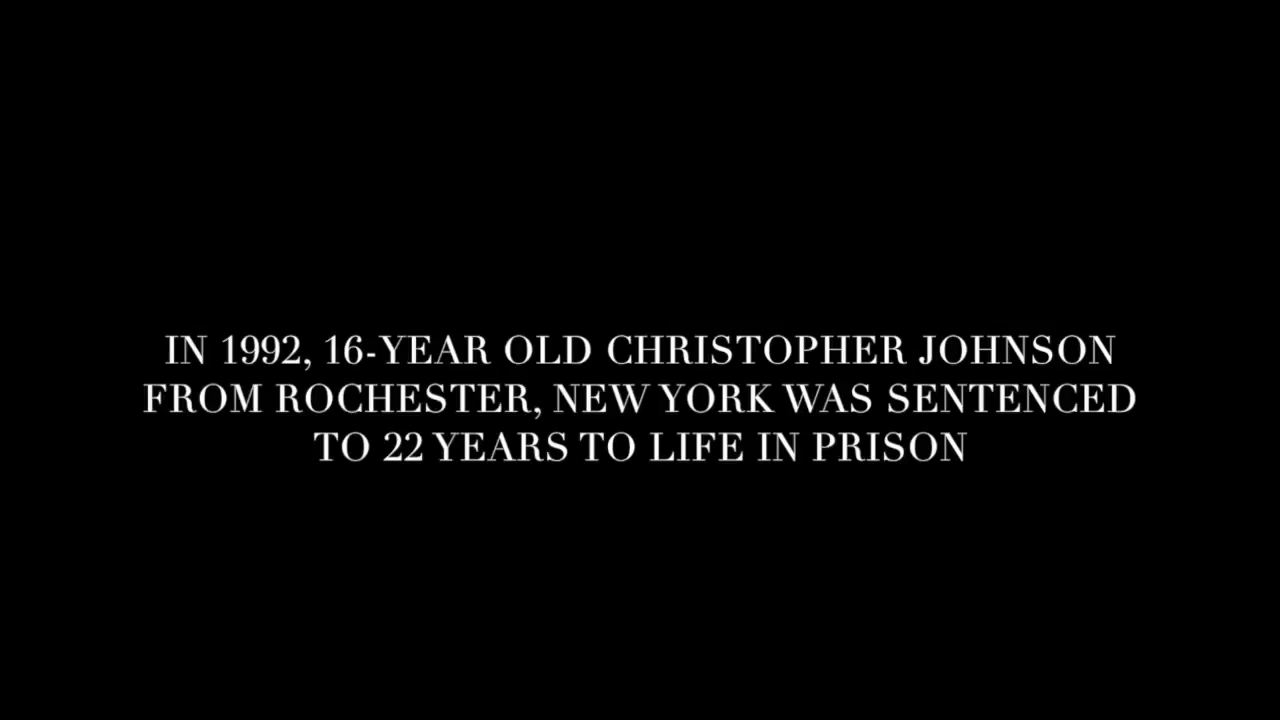 IN 1992, 16-YEAR OLD CHRISTOPHER JOHNSON
FROM ROCHESTER, NEW YORK WAS SENTENCED
TO 22 YEARS TO LIFE IN PRISON